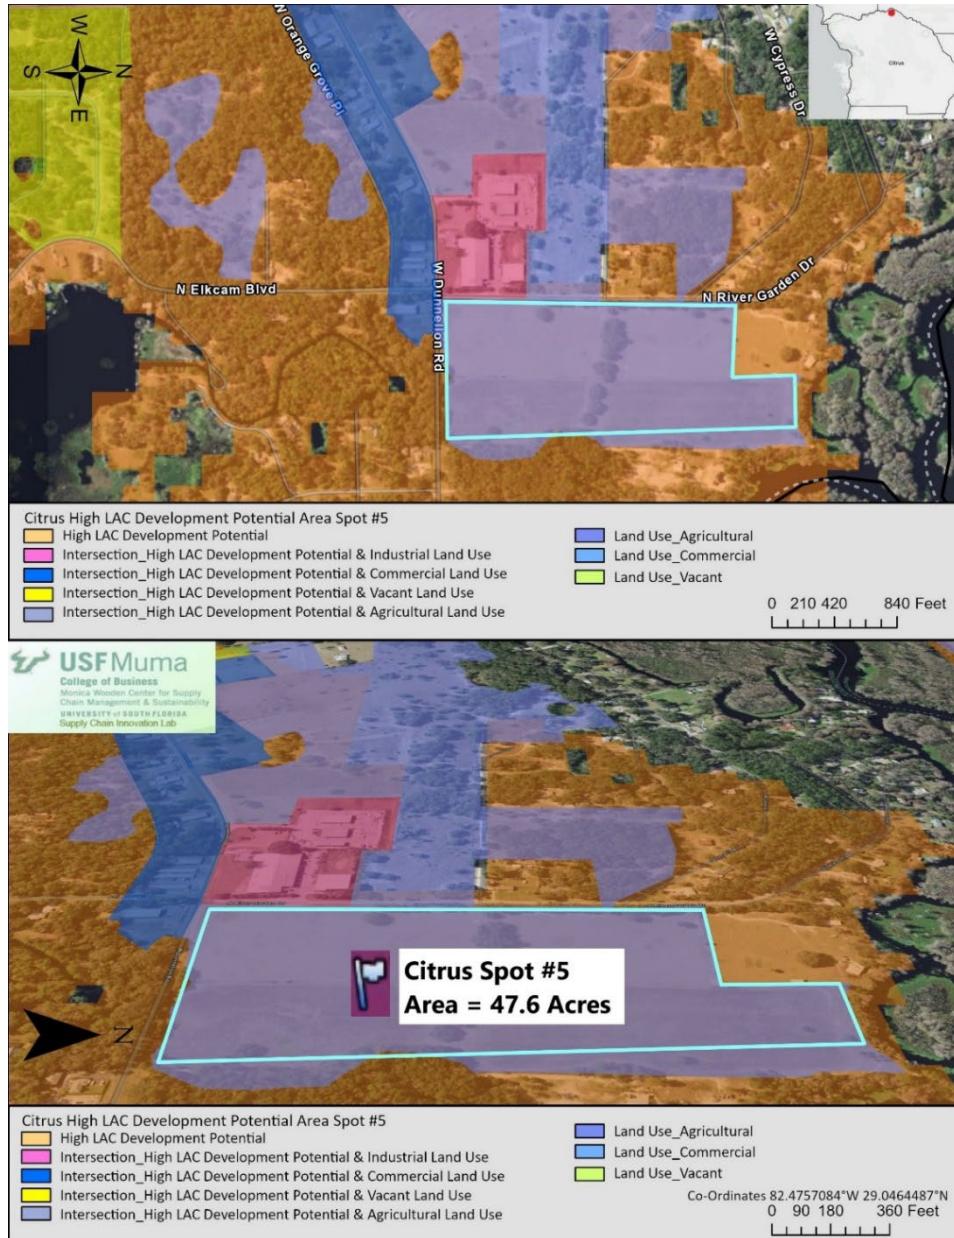 W
S
N
E
W Orange Grove Pl
W Cypress Dr
Citrus
N Elkcam Blvd
W Dunnellon Rd
N River Garden Dr
Citrus High LAC Development Potential Area Spot #5
High LAC Development Potential
Intersection_High LAC Development Potential & Industrial Land Use
Intersection_High LAC Development Potential & Commercial Land Use
Intersection_High LAC Development Potential & Vacant Land Use
Intersection_High LAC Development Potential & Agricultural Land Use
Land Use_Agricultural
Land Use_Commercial
Land Use_Vacant
0 210 420 840 Feet
USF Muma
College of Business
Monica Wooden Center for Supply
Chain Management & Sustainability
UNIVERSITY of SOUTH FLORIDA
Supply Chain Innovation Lab
Citrus Spot #5
Area = 47.6 Acres
N
Citrus High LAC Development Potential Area Spot #5
High LAC Development Potential
Intersection_High LAC Development Potential & Industrial Land Use
Intersection_High LAC Development Potential & Commercial Land Use
Intersection_High LAC Development Potential & Vacant Land Use
Intersection_High LAC Development Potential & Agricultural Land Use
Land Use_Agricultural
Land Use_Commercial
Land Use_Vacant
Co-Ordinates 82.4757084°W 29.0464487°N
0 90 180 360 Feet